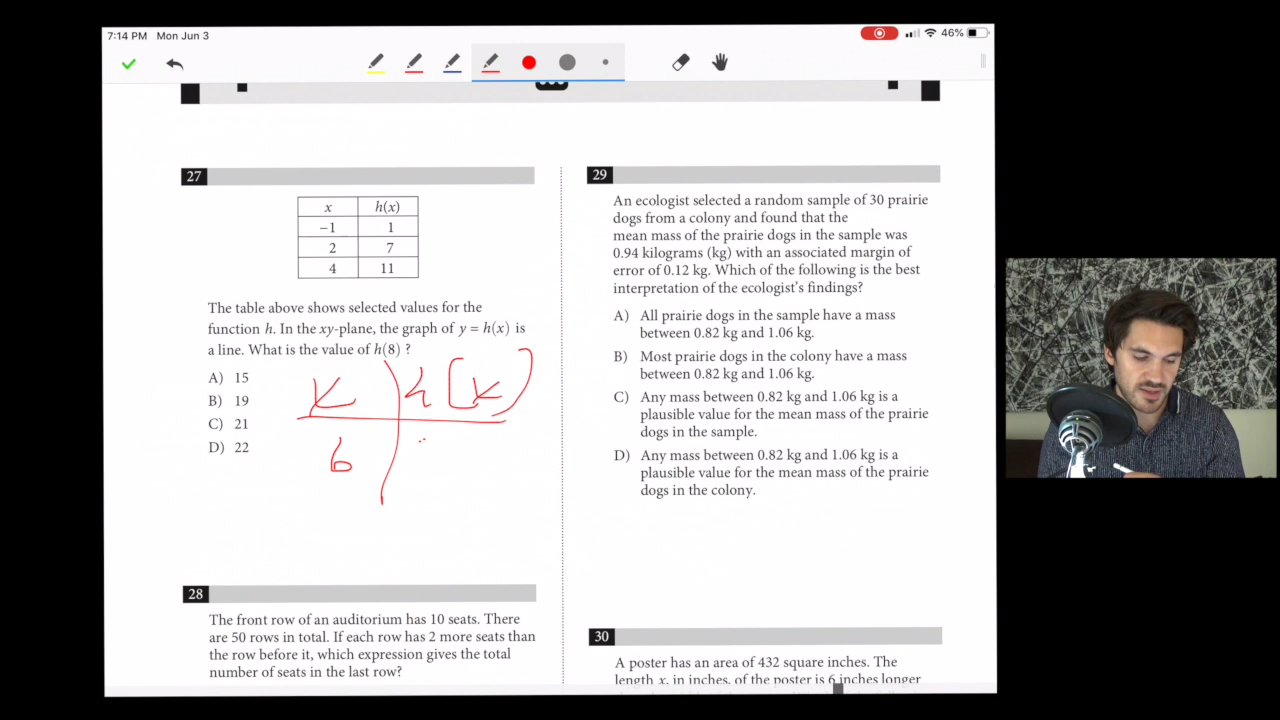 7:14 PM Mon Jun 3
46%
27
x h(x)
−1 1
2 7
4 11
The table above shows selected values for the
function h. In the xy-plane, the graph of y = h(x) is
a line. What is the value of h(8) ?
A) 15
B) 19
C) 21
D) 22
x h(x)
6
28
The front row of an auditorium has 10 seats. There
are 50 rows in total. If each row has 2 more seats than
the row before it, which expression gives the total
number of seats in the last row?
29
An ecologist selected a random sample of 30 prairie
dogs from a colony and found that the
mean mass of the prairie dogs in the sample was
0.94 kilograms (kg) with an associated margin of
error of 0.12 kg. Which of the following is the best
interpretation of the ecologist's findings?
A) All prairie dogs in the sample have a mass
between 0.82 kg and 1.06 kg.
B) Most prairie dogs in the colony have a mass
between 0.82 kg and 1.06 kg.
C) Any mass between 0.82 kg and 1.06 kg is a
plausible value for the mean mass of the prairie
dogs in the sample.
D) Any mass between 0.82 kg and 1.06 kg is a
plausible value for the mean mass of the prairie
dogs in the colony.
30
A poster has an area of 432 square inches. The
length x, in inches, of the poster is 6 inches longer